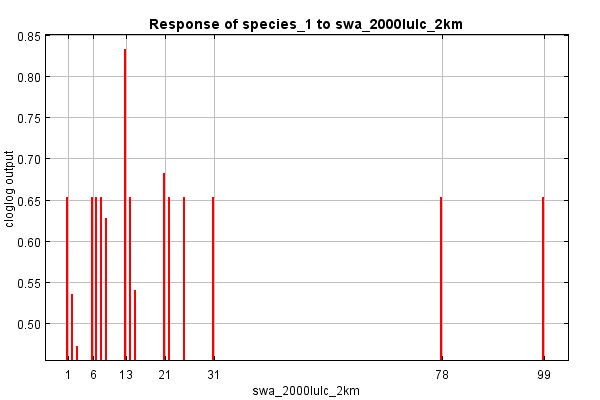 Response of species_1 to swa_2000lulc_2km
0.85
0.80
0.75
0.70
0.65
0.60
0.55
0.50
cloglog output
1 6 13 21 31 78 99
swa_2000lulc_2km